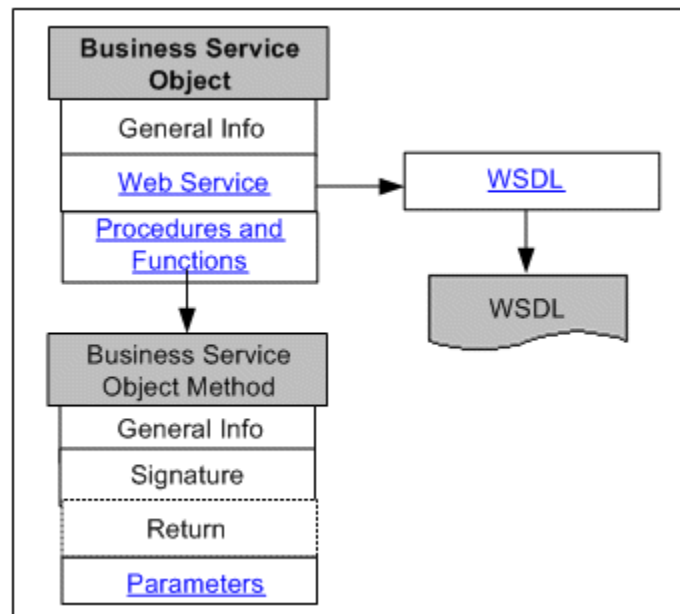 Business Service
Object
General Info
Web Service
Procedures and
Functions
WSDL
WSDL
Business Service
Object Method
General Info
Signature
Return
Parameters